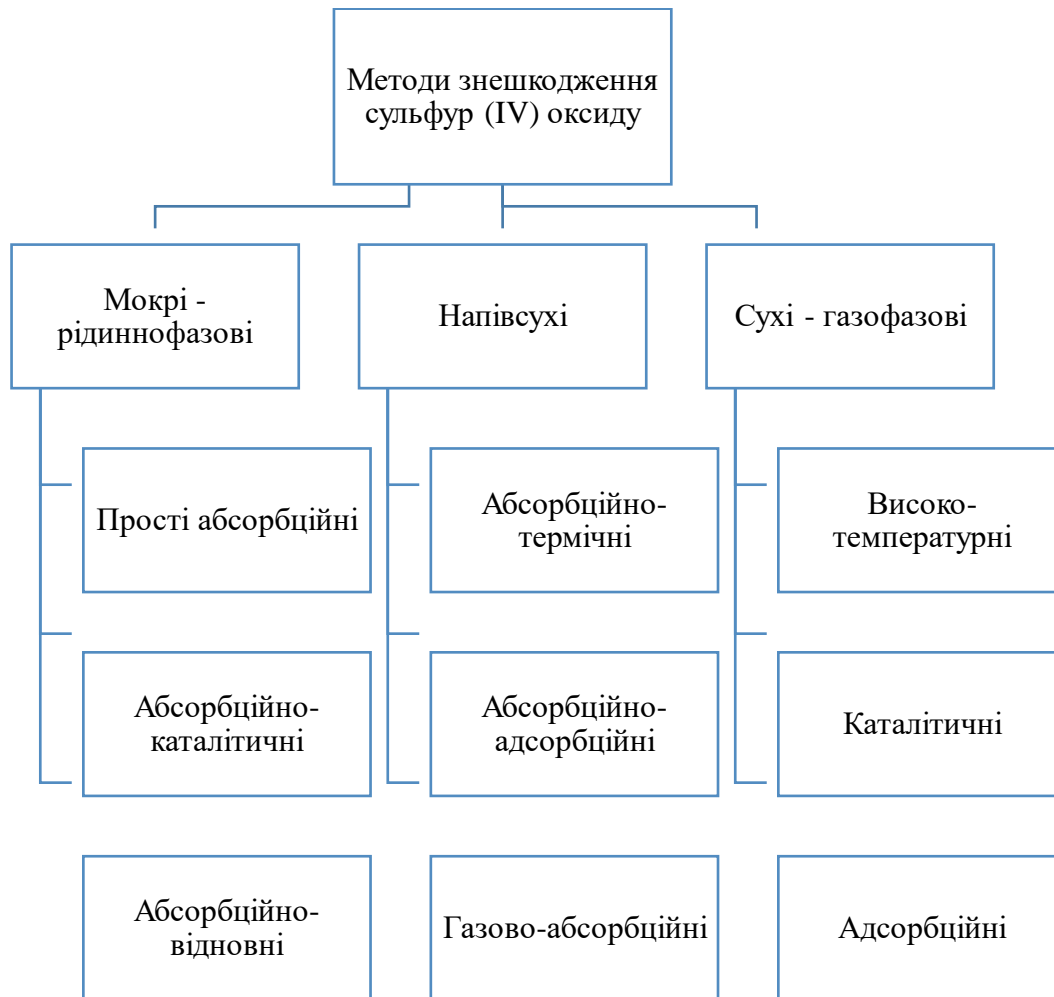 Методи знешкодження
сульфур (IV) оксиду
Мокрі -
рідиннофазові
Напівсухі
Сухі - газофазові
Прості абсорбційні
Абсорбційно-
термічні
Високо-
температурні
Абсорбційно-
каталітичні
Абсорбційно-
адсорбційні
Каталітичні
Абсорбційно-
відновні
Газово-абсорбційні
Адсорбційні